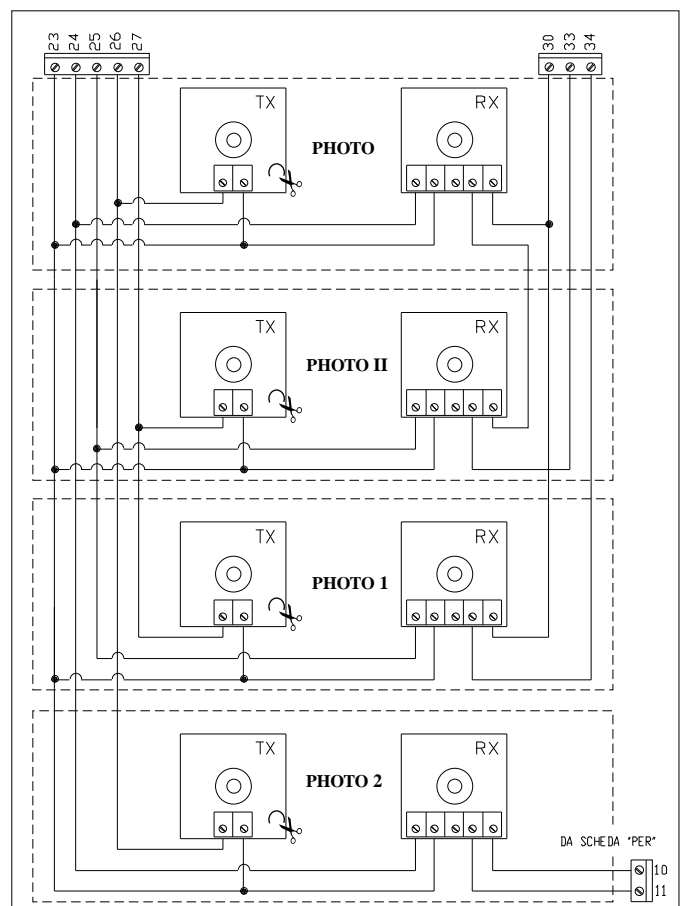 23 24 25 26 27
30 33 34
TX PHOTO RX
TX PHOTO II RX
TX PHOTO 1 RX
TX PHOTO 2 RX
DA SCHEDA "PER"
10
11